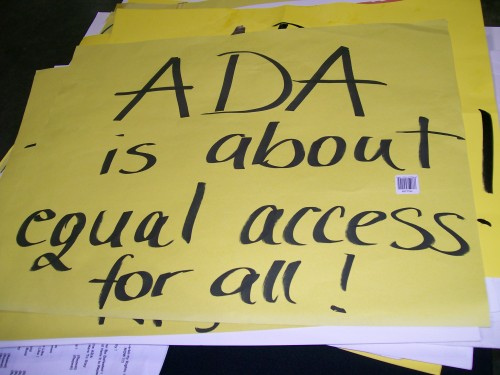 ADA
is about
equal access
for all!